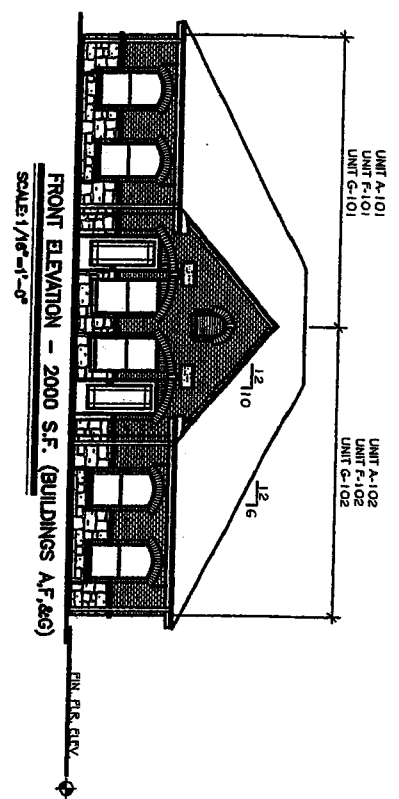 UNIT A-101
UNIT F-101
UNIT G-101
UNIT A-102
UNIT F-102
UNIT G-102
12
10
12
6
FIN. FLR. ELEV.
FRONT ELEVATION - 2000 S.F. (BUILDINGS A,F,&G)
SCALE: 1/16"=1'-0"